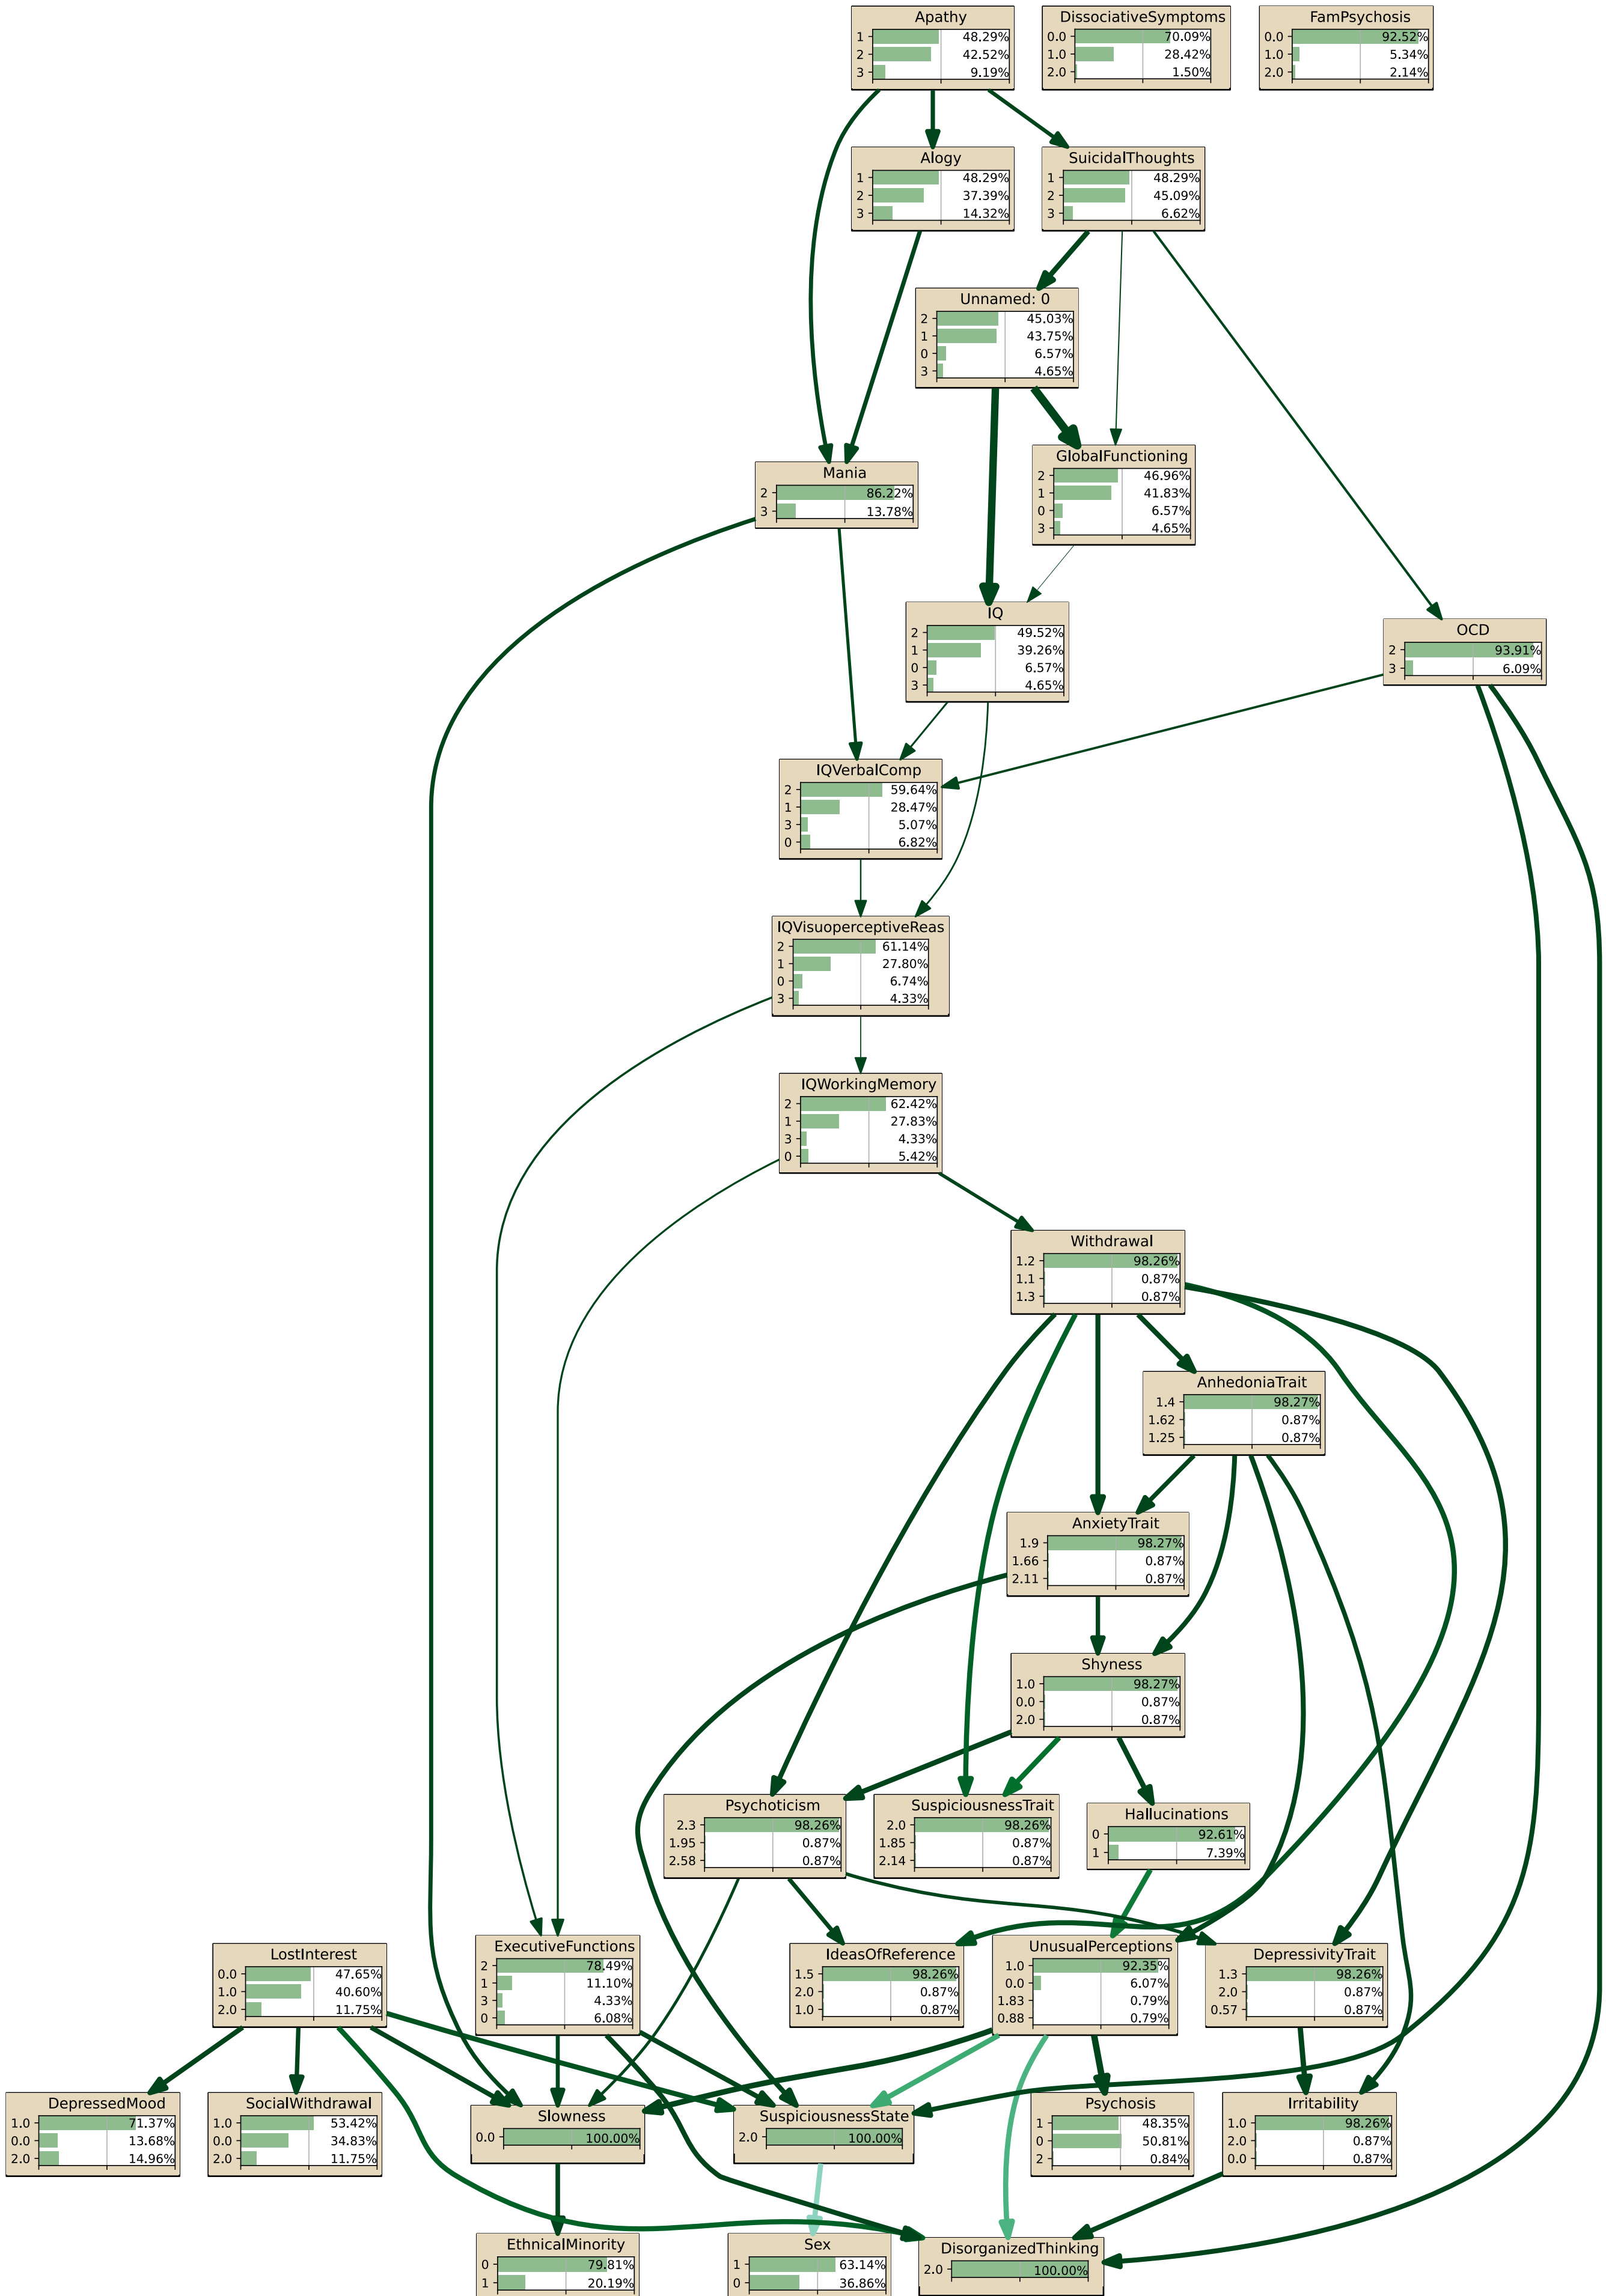 Apathy
1 48.29%
2 42.52%
3 9.19%
DissociativeSymptoms
0.0 70.09%
1.0 28.42%
2.0 1.50%
FamPsychosis
0.0 92.52%
1.0 5.34%
2.0 2.14%
Alogy
1 48.29%
2 37.39%
3 14.32%
SuicidalThoughts
1 48.29%
2 45.09%
3 6.62%
Unnamed: 0
2 45.03%
1 43.75%
0 6.57%
3 4.65%
GlobalFunctioning
2 46.96%
1 41.83%
0 6.57%
3 4.65%
Mania
2 86.22%
3 13.78%
IQ
2 49.52%
1 39.26%
0 6.57%
3 4.65%
OCD
2 93.91%
3 6.09%
IQVerbalComp
2 59.64%
1 28.47%
3 5.07%
0 6.82%
IQVisuoperceptiveReas
2 61.14%
1 27.80%
0 6.74%
3 4.33%
IQWorkingMemory
2 62.42%
1 27.83%
3 4.33%
0 5.42%
Withdrawal
1.2 98.26%
1.1 0.87%
1.3 0.87%
AnhedoniaTrait
1.4 98.27%
1.62 0.87%
1.25 0.87%
AnxietyTrait
1.9 98.27%
1.66 0.87%
2.11 0.87%
Shyness
1.0 98.27%
0.0 0.87%
2.0 0.87%
Psychoticism
2.3 98.26%
1.95 0.87%
2.58 0.87%
SuspiciousnessTrait
2.0 98.26%
1.85 0.87%
2.14 0.87%
Hallucinations
0 92.61%
1 7.39%
LostInterest
0.0 47.65%
1.0 40.60%
2.0 11.75%
ExecutiveFunctions
2 78.49%
1 11.10%
3 4.33%
0 6.08%
IdeasOfReference
1.5 98.26%
2.0 0.87%
1.0 0.87%
UnusualPerceptions
1.0 92.35%
0.0 6.07%
1.83 0.79%
0.88 0.79%
DepressivityTrait
1.3 98.26%
2.0 0.87%
0.57 0.87%
DepressedMood
1.0 71.37%
0.0 13.68%
2.0 14.96%
SocialWithdrawal
1.0 53.42%
0.0 34.83%
2.0 11.75%
Slowness
0.0 100.00%
SuspiciousnessState
2.0 100.00%
Psychosis
1 48.35%
0 50.81%
2 0.84%
Irritability
1.0 98.26%
2.0 0.87%
0.0 0.87%
EthnicalMinority
0 79.81%
1 20.19%
Sex
1 63.14%
0 36.86%
DisorganizedThinking
2.0 100.00%